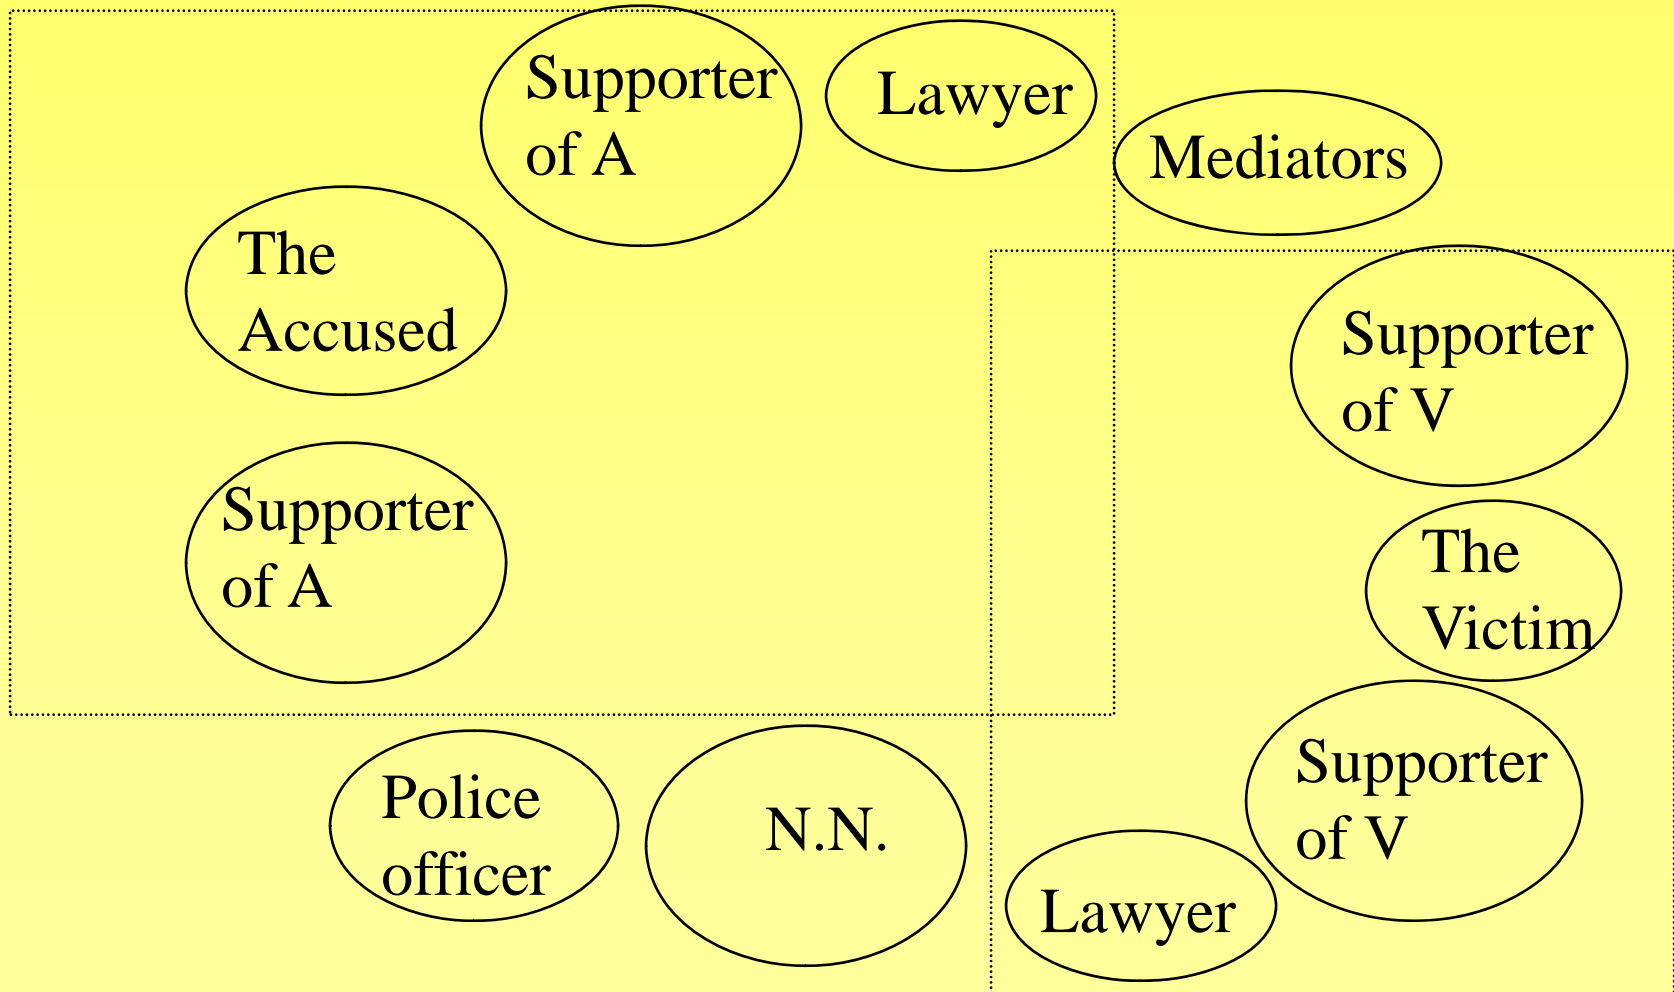 Supporter
of A
Lawyer
Mediators
The
Accused
Supporter
of V
Supporter
of A
The
Victim
Police
officer
N.N.
Supporter
of V
Lawyer